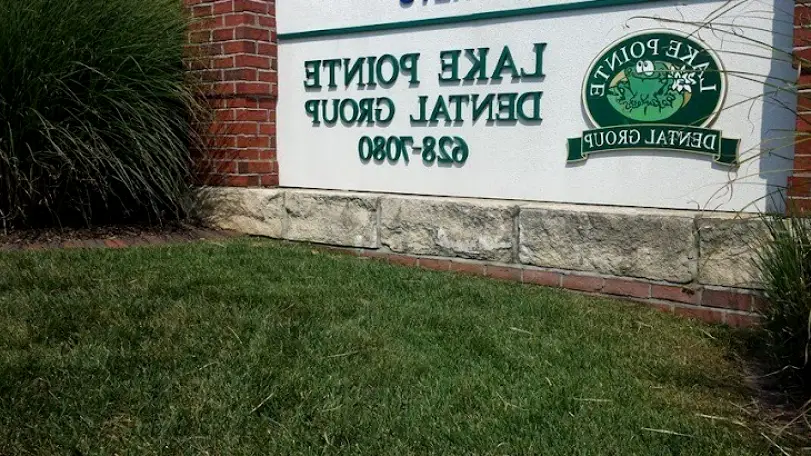 LAKE POINTE
DENTAL GROUP
628-7080
LAKE POINTE
DENTAL GROUP